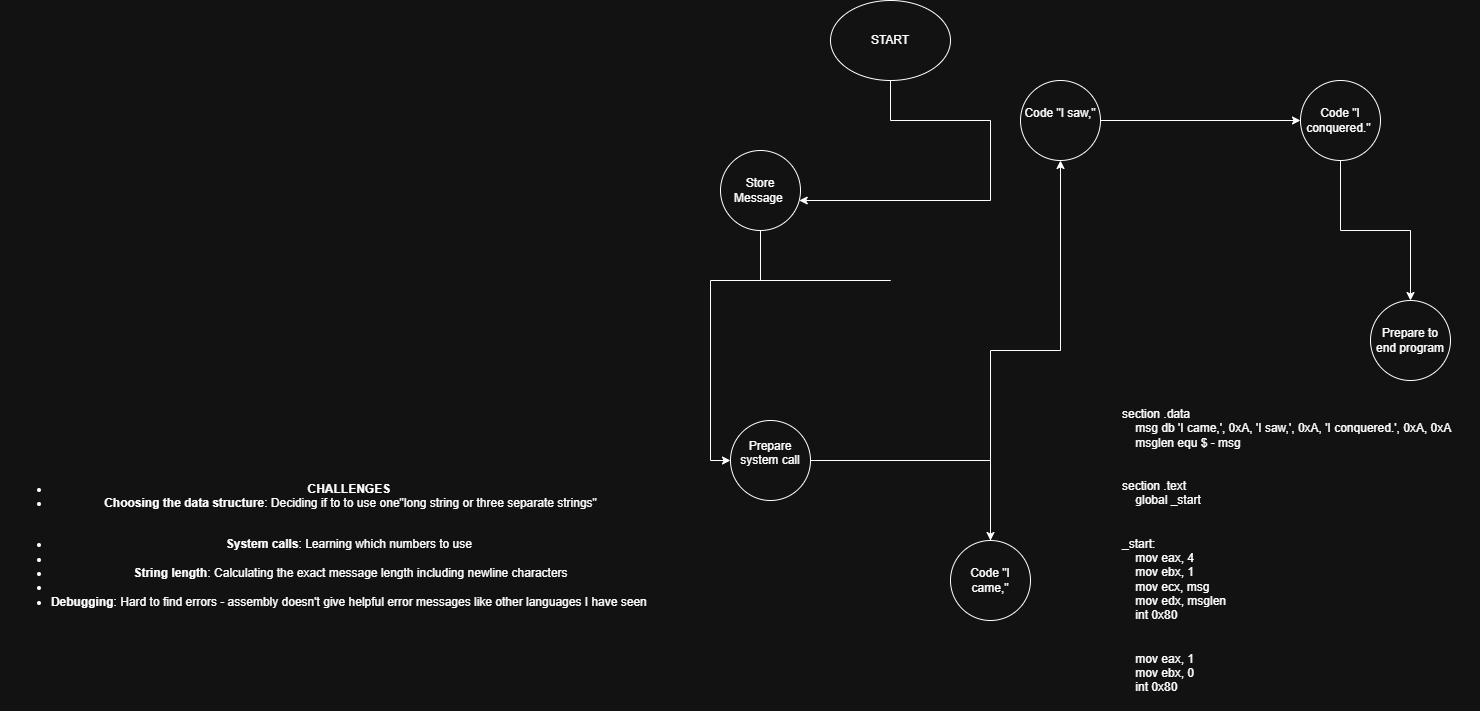 START
Store
Message
Prepare
system call
Code "I
came,"
Code "I saw,"
Code "I
conquered."
Prepare to
end program
section .data
msg db 'I came,', 0xA, 'I saw,', 0xA, 'I conquered.', 0xA, 0xA
msglen equ $ - msg
section .text
global _start
_start:
mov eax, 4
mov ebx, 1
mov ecx, msg
mov edx, msglen
int 0x80
mov eax, 1
mov ebx, 0
int 0x80
CHALLENGES
Choosing the data structure: Deciding if to to use one"long string or three separate strings"
System calls: Learning which numbers to use
String length: Calculating the exact message length including newline characters
Debugging: Hard to find errors - assembly doesn't give helpful error messages like other languages I have seen